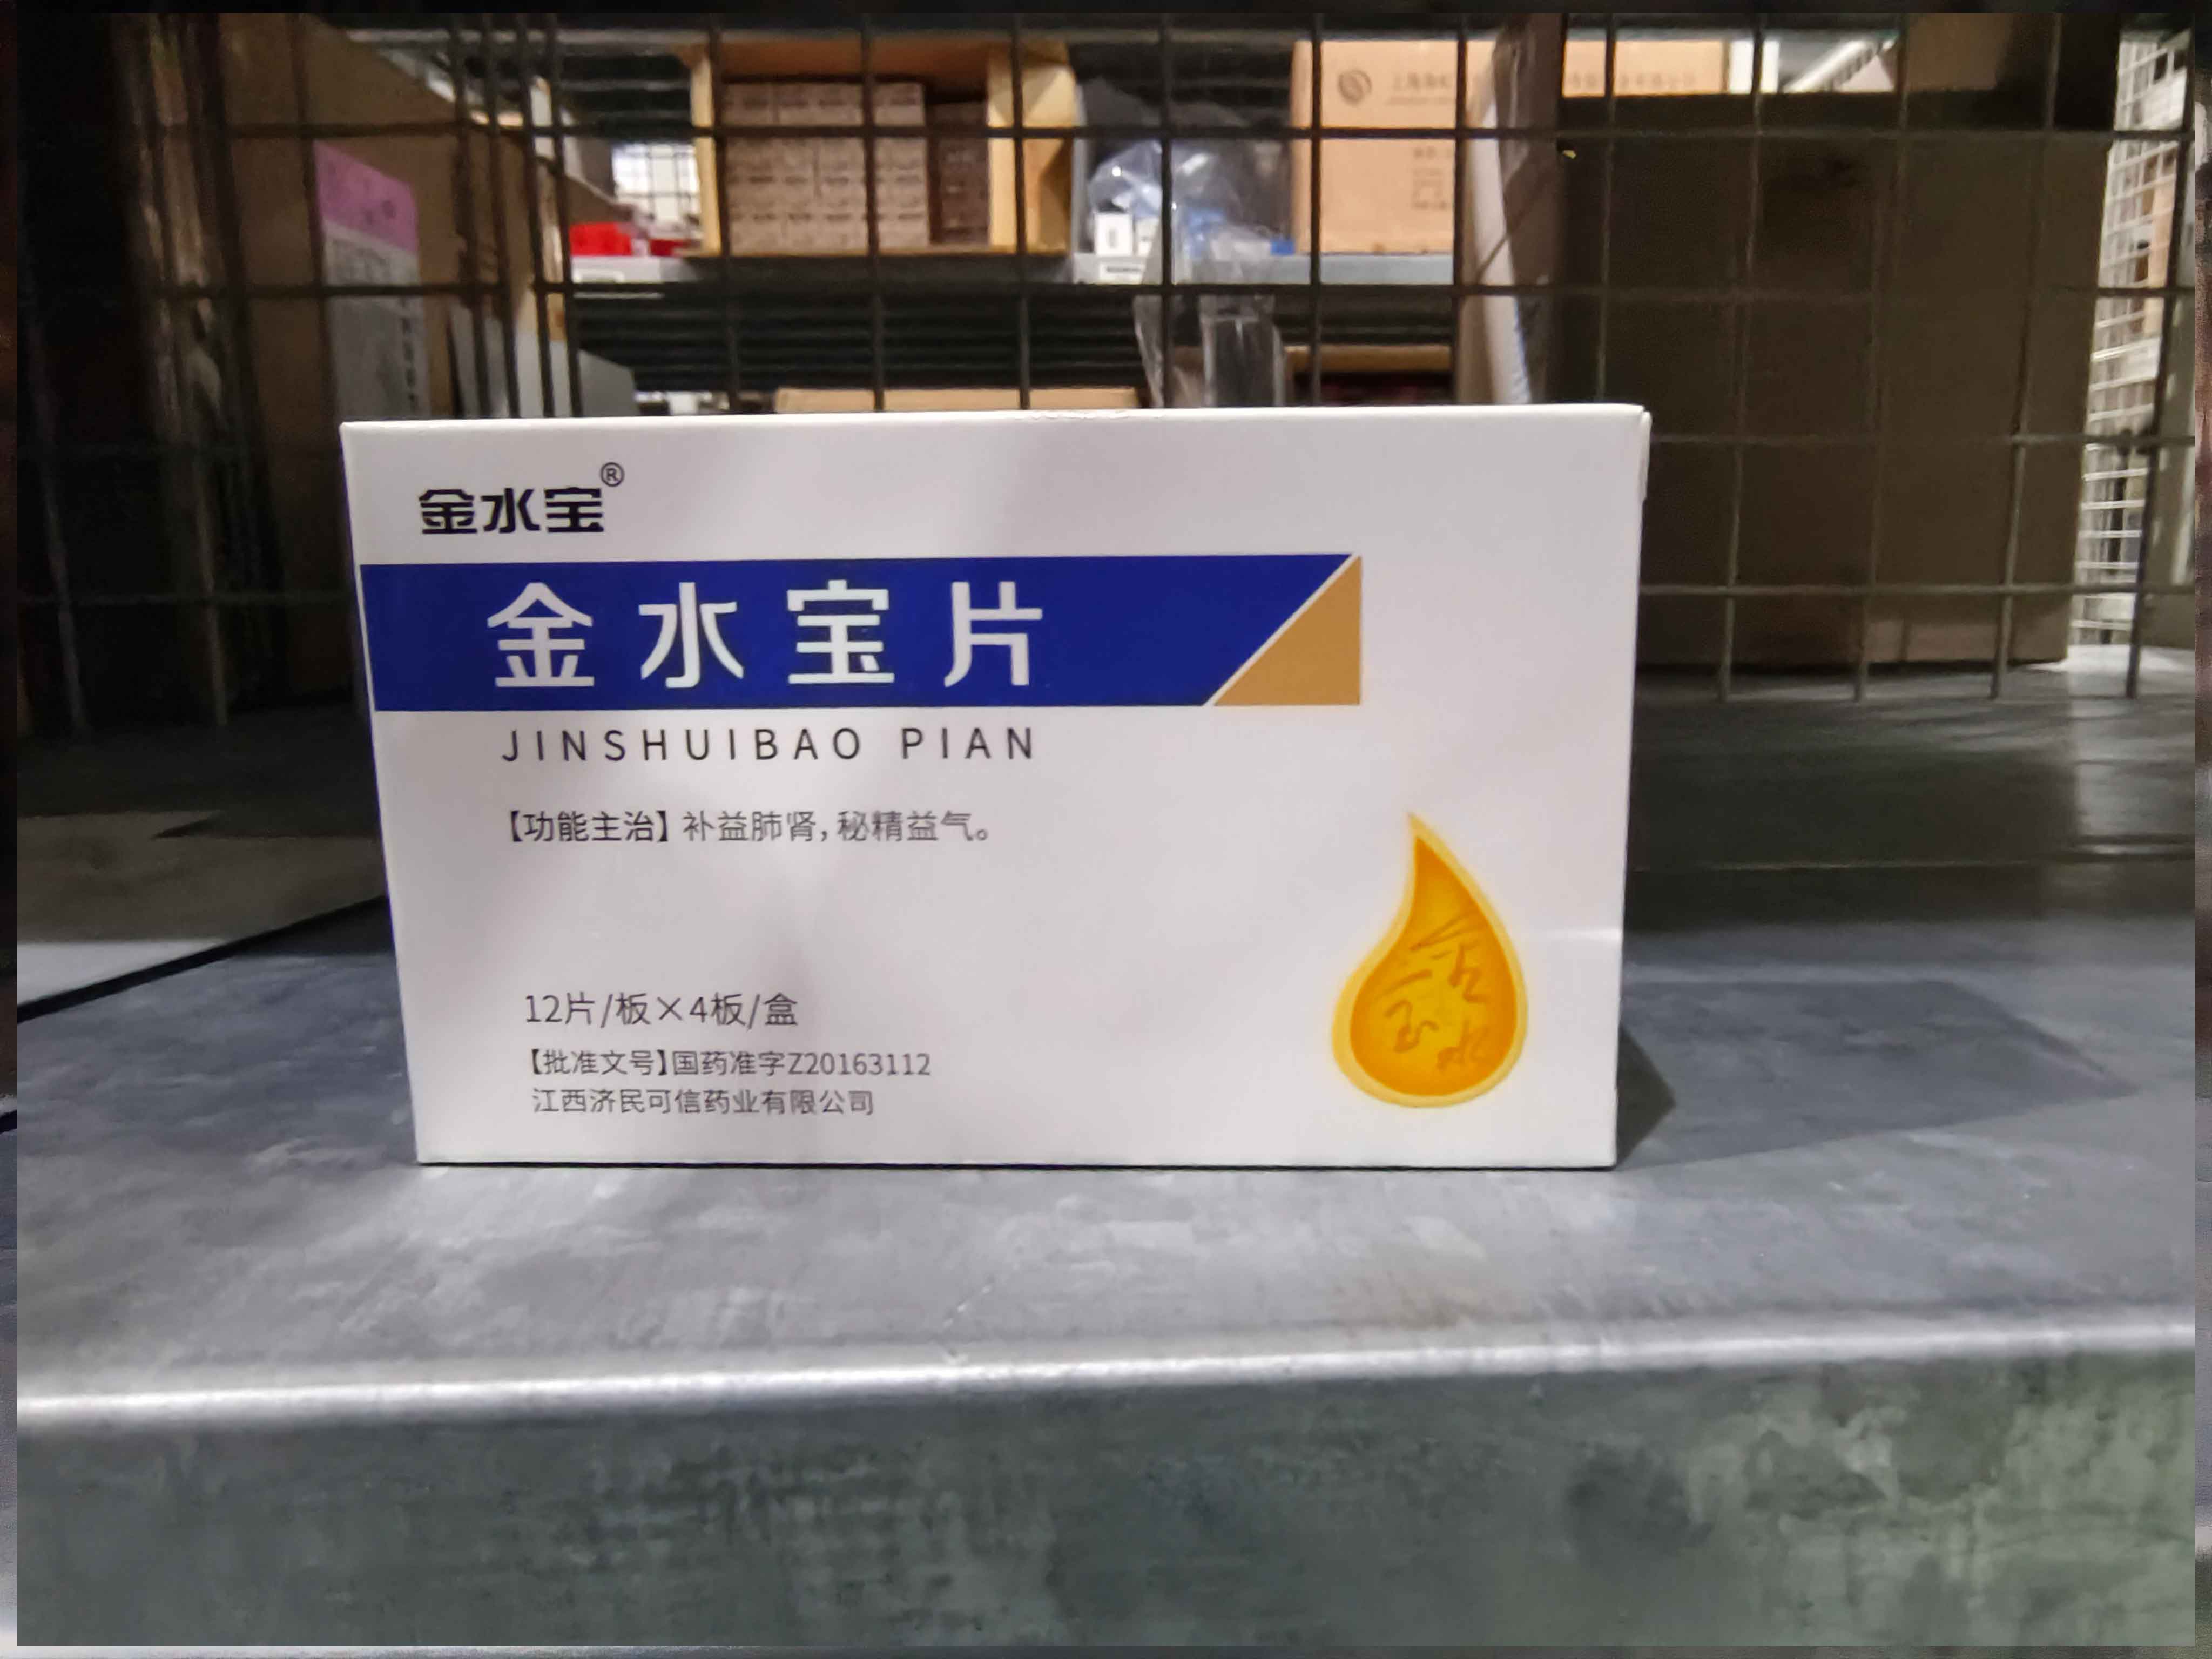 金水宝®
金水宝片
JINSHUIBAO PIAN
【功能主治】补益肺肾,秘精益气。
12片/板×4板/盒
【批准文号】国药准字Z20163112
江西济民可信药业有限公司